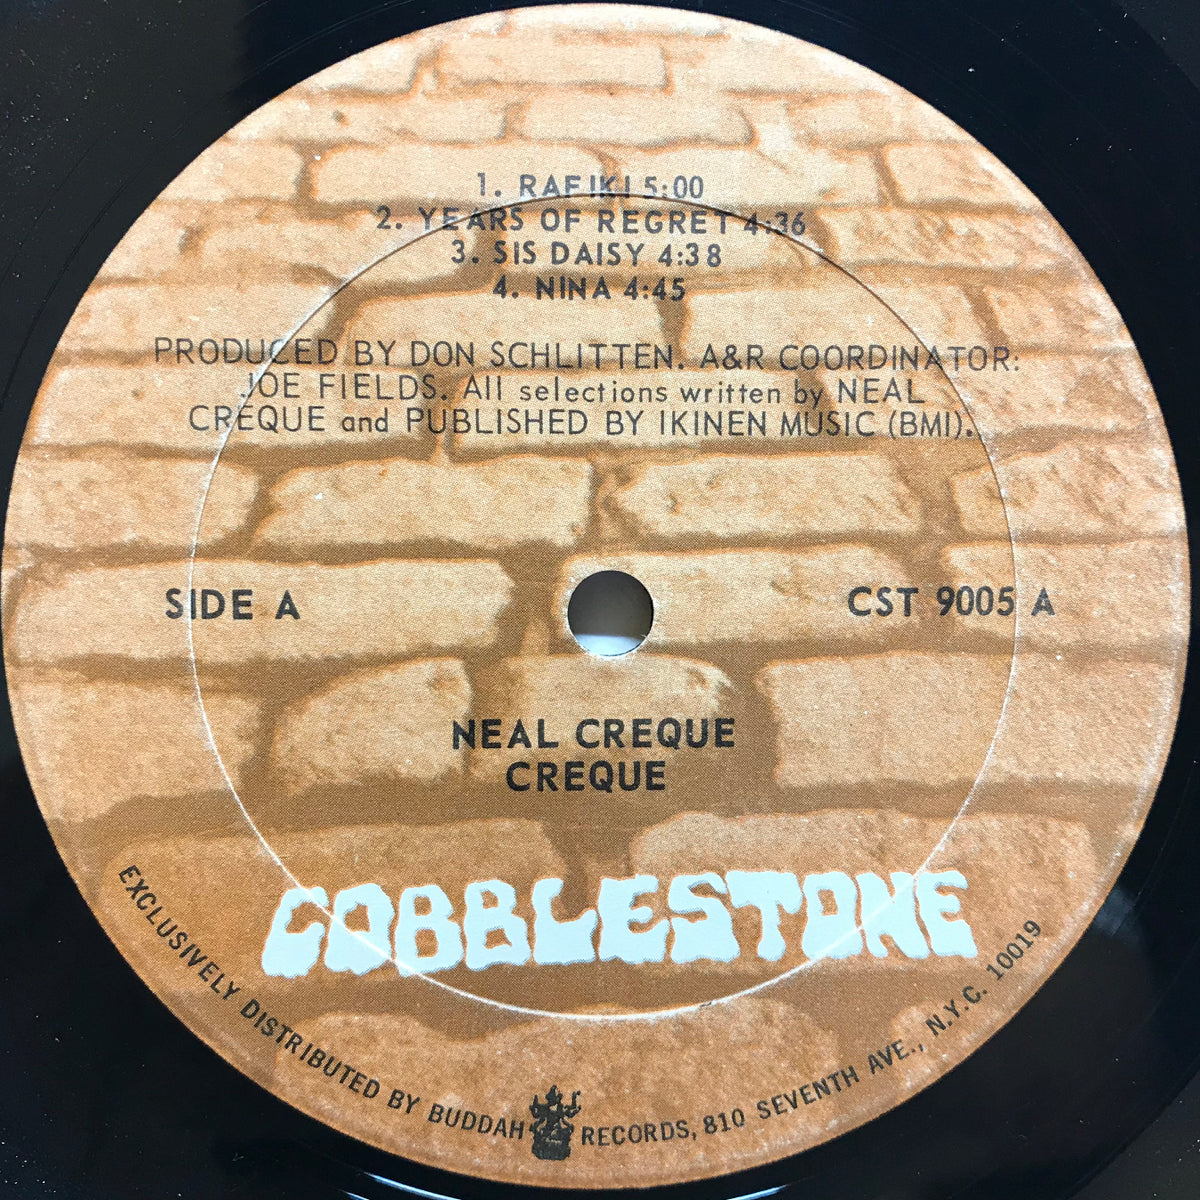 1. RAFIKI 5:00
2. YEARS OF REGRET 4:36
3. SIS DAISY 4:38
4. NINA 4:45
PRODUCED BY DON SCHLITTEN. A&R COORDINATOR:
JOE FIELDS. All selections written by NEAL
CREQUE and PUBLISHED BY IKINEN MUSIC (BMI).
SIDE A
CST 9005 A
NEAL CREQUE
CREQUE
COBBLESTONE
EXCLUSIVELY DISTRIBUTED BY BUDDAH RECORDS, 810 SEVENTH AVE., N.Y.C. 10019